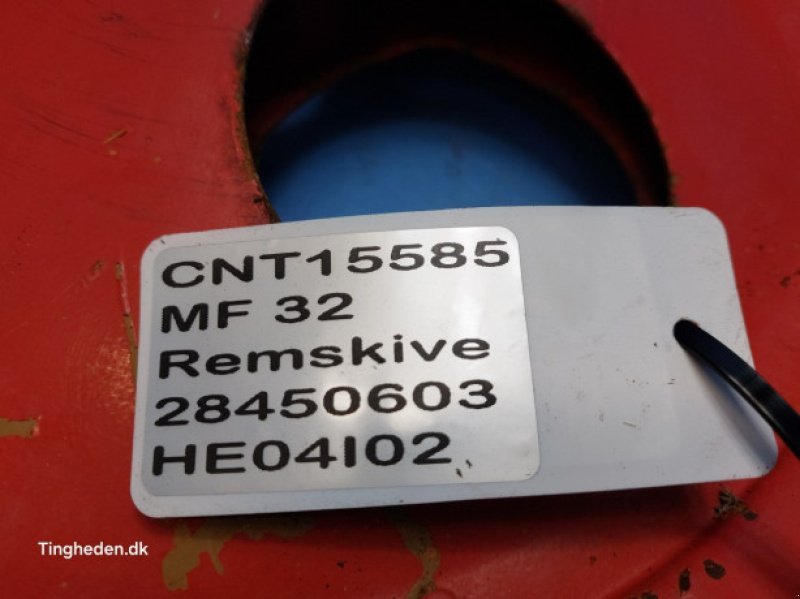 CNT15585
MF 32
Remskive
28450603
HE04I02
Tingheden.dk